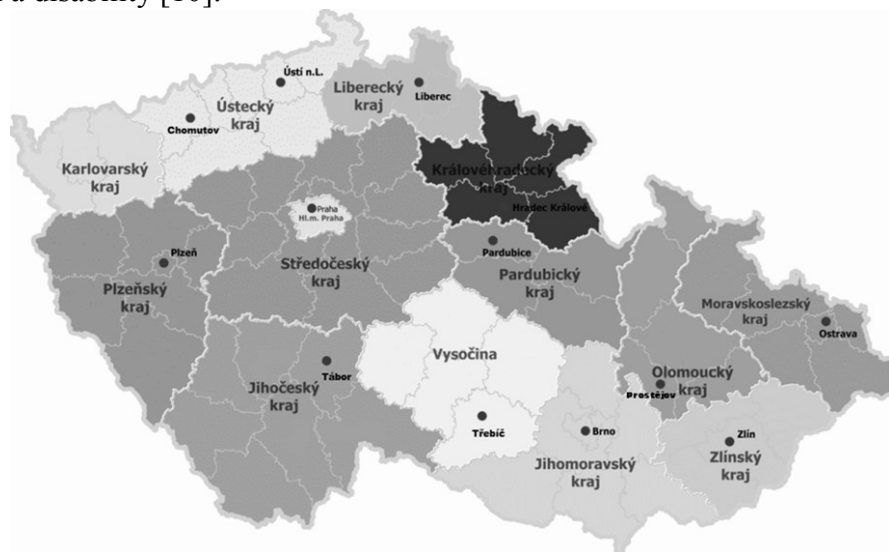 a disability [10].
Ústí n.L.
Ústecký
kraj
Chomutov
Liberecký
kraj
Liberec
Karlovarský
kraj
Královéhradecký
kraj
Hradec Králové
Praha
Hl.m. Praha
Plzeň
Plzeňský
kraj
Středočeský
kraj
Pardubice
Pardubický
kraj
Moravskoslezský
kraj
Ostrava
Vysočina
Tábor
Jihočeský
kraj
Olomoucký
kraj
Prostějov
Třebíč
Brno
Jihomoravský
kraj
Zlín
Zlínský
kraj